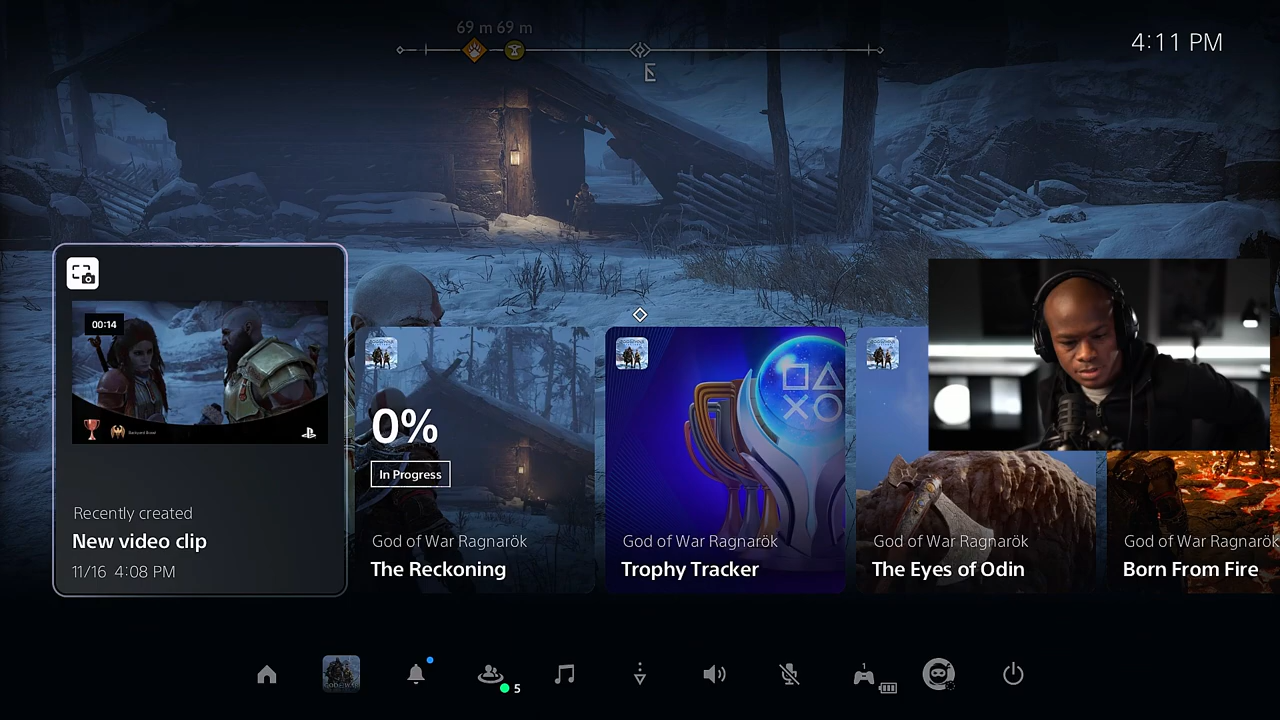 69 m 69 m
4:11 PM
E
00:14
Recently created
New video clip
11/16 4:08 PM
0%
In Progress
God of War Ragnarök
The Reckoning
God of War Ragnarök
Trophy Tracker
God of War Ragnarök
The Eyes of Odin
God of War Ragnarök
Born From Fire
5
1